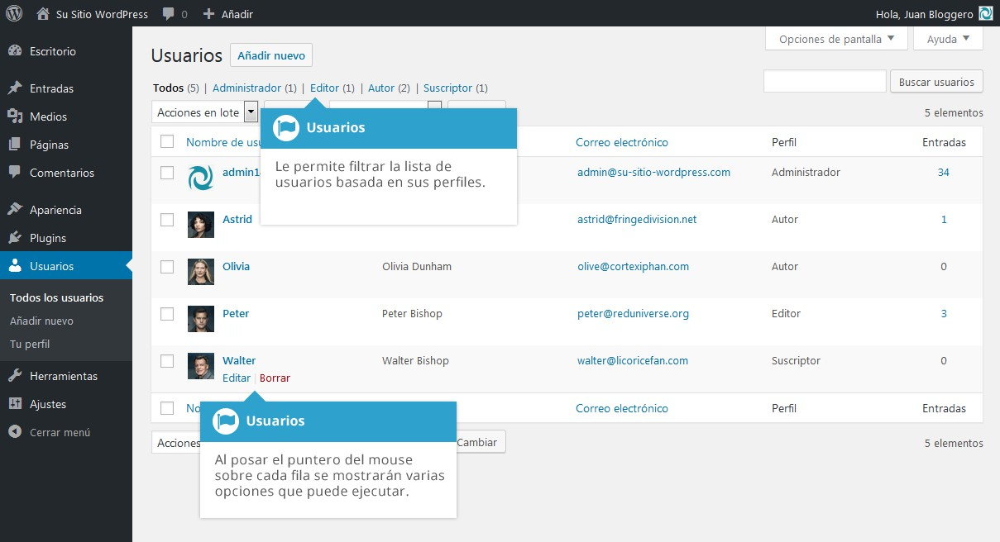 Su Sitio WordPress 0 Añadir Hola, Juan Bloggero
Opciones de pantalla Ayuda
Escritorio
Entradas
Medios
Páginas
Comentarios
Apariencia
Plugins
Usuarios
Todos los usuarios
Añadir nuevo
Tu perfil
Herramientas
Ajustes
Cerrar menú
Usuarios Añadir nuevo
Todos (5) | Administrador (1) | Editor (1) | Autor (2) | Suscriptor (1)
Buscar usuarios
Acciones en lote
5 elementos
Usuarios
Le permite filtrar la lista de
usuarios basada en sus perfiles.
Nombre de Correo electrónico Perfil Entradas
admin admin@su-sitio-wordpress.com Administrador 34
Astrid astrid@fringedivision.net Autor 1
Olivia Olivia Dunham olive@cortexiphan.com Autor 0
Peter Peter Bishop peter@reduniverse.org Editor 3
Walter Walter Bishop walter@licoricefan.com Suscriptor 0
Editar | Borrar
No Correo electrónico Perfil Entradas
Acciones Cambiar 5 elementos
Usuarios
Al posar el puntero del mouse
sobre cada fila se mostrarán varias
opciones que puede ejecutar.